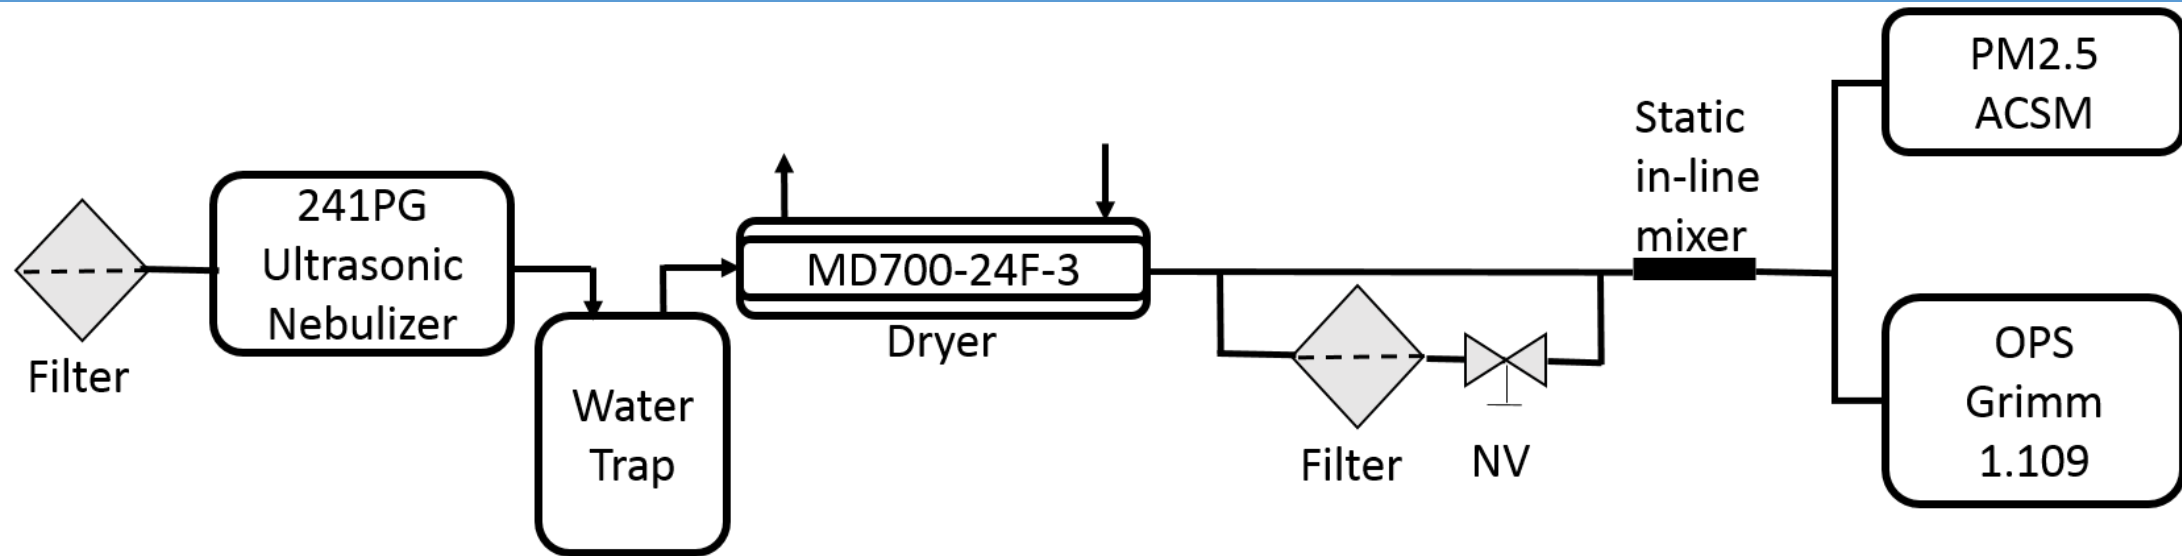 Filter
241PG
Ultrasonic
Nebulizer
Water
Trap
MD700-24F-3
Dryer
Filter
NV
Static
in-line
mixer
PM2.5
ACSM
OPS
Grimm
1.109